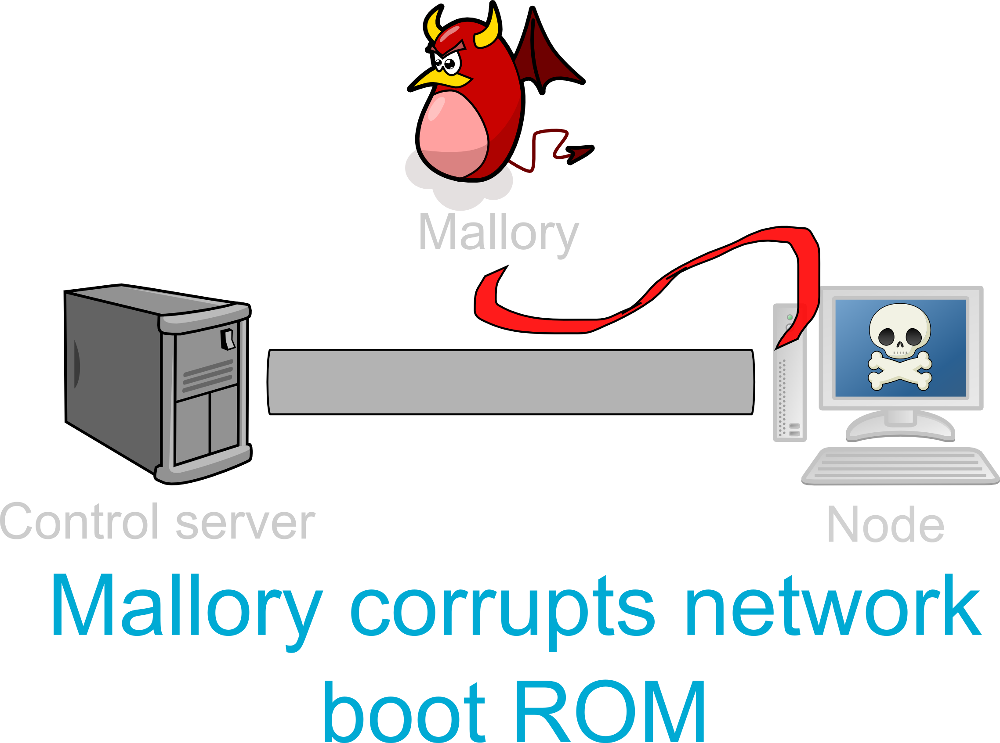 Mallory
Control server
Node
Mallory corrupts network
boot ROM